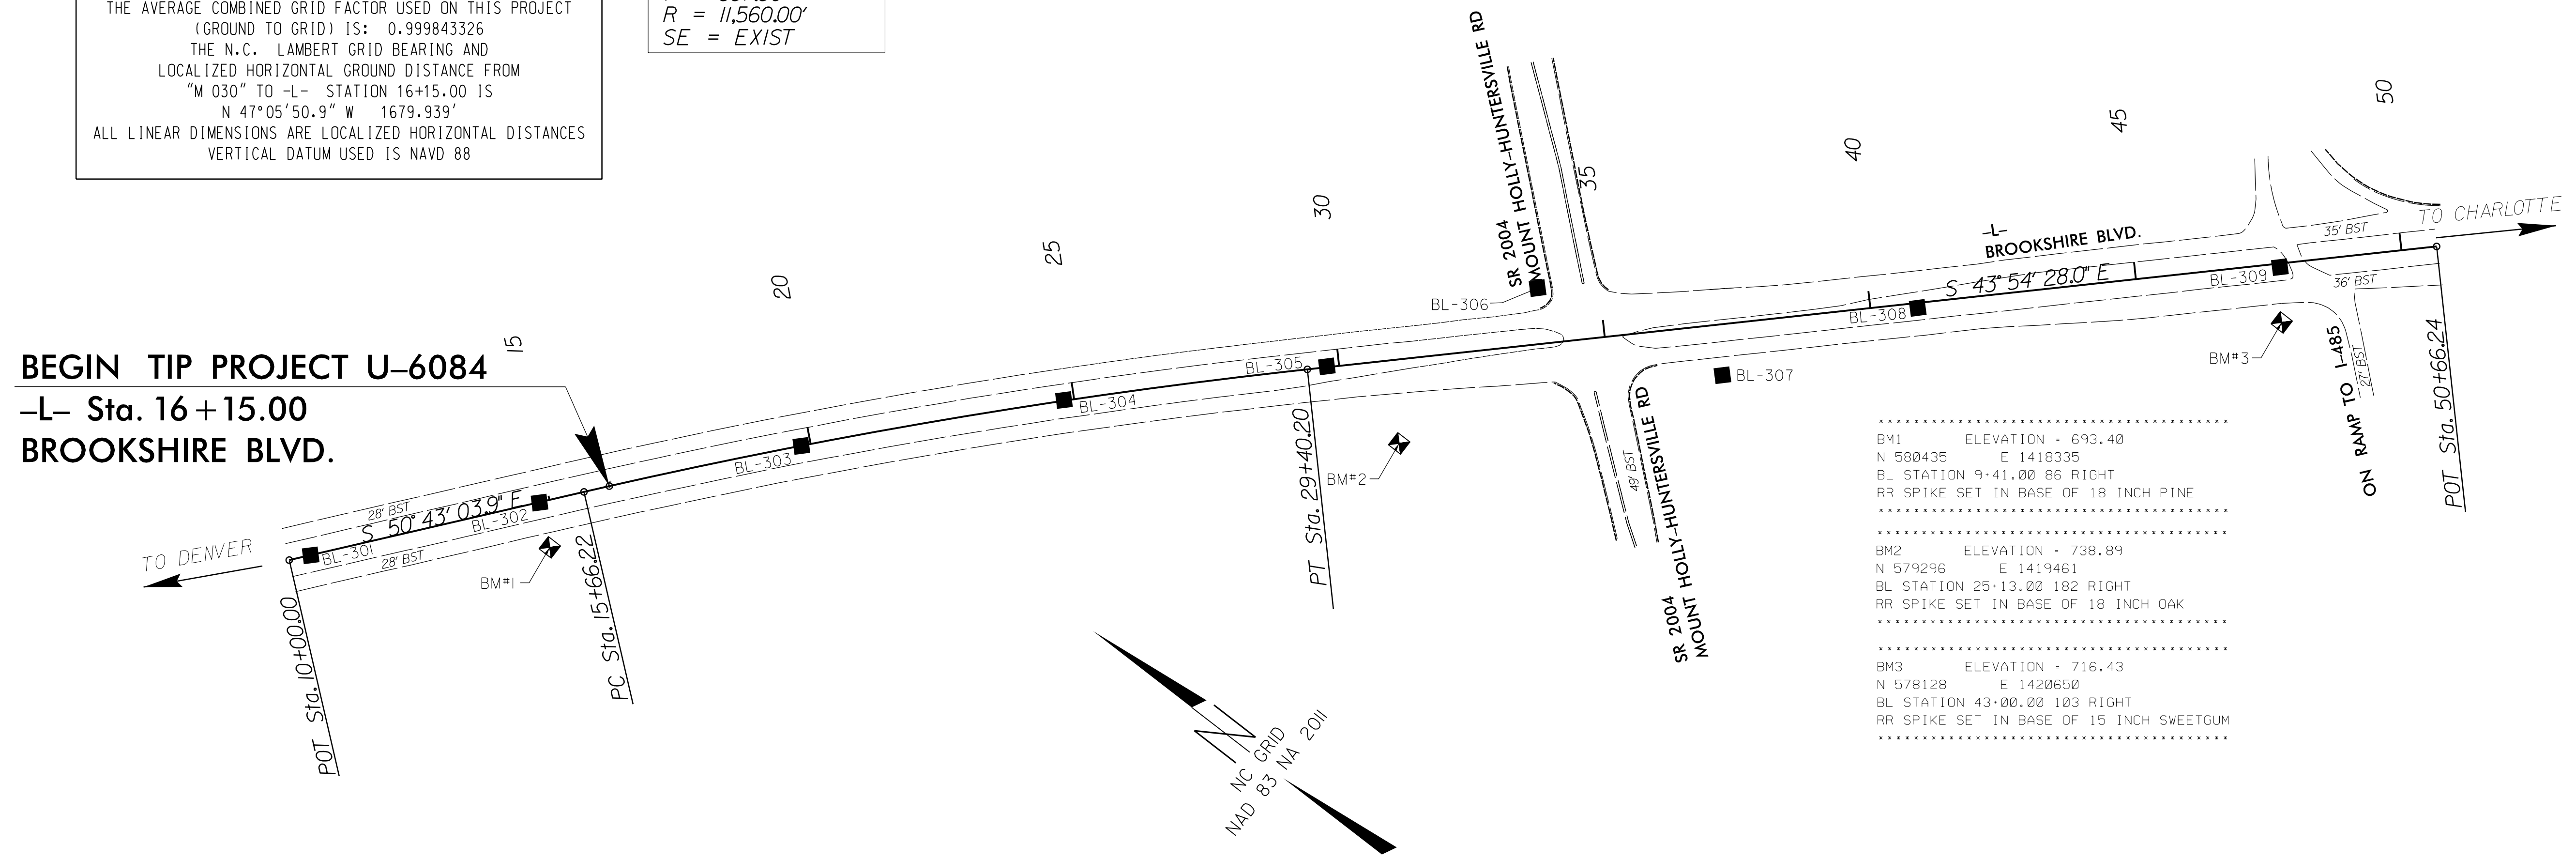 THE AVERAGE COMBINED GRID FACTOR USED ON THIS PROJECT
(GROUND TO GRID) IS: 0.999843326
THE N.C. LAMBERT GRID BEARING AND
LOCALIZED HORIZONTAL GROUND DISTANCE FROM
"M 030" TO -L- STATION 16+15.00 IS
N 47°05'50.9" W 1679.939'
ALL LINEAR DIMENSIONS ARE LOCALIZED HORIZONTAL DISTANCES
VERTICAL DATUM USED IS NAVD 88
R = 11,560.00'
SE = EXIST
BEGIN TIP PROJECT U-6084
-L- Sta. 16+15.00
BROOKSHIRE BLVD.
15
20
25
30
35
40
45
50
SR 2004
MOUNT HOLLY-HUNTERSVILLE RD
-L-
BROOKSHIRE BLVD.
TO CHARLOTTE
35' BST
36' BST
S 43° 54' 28.0" E
BL-309
BL-308
BL-306
BL-307
BL-305
BL-304
BL-303
BL-302
BL-301
28' BST
S 50° 43' 03.9" E
28' BST
TO DENVER
BM#1
BM#2
BM#3
POT Sta. 10+00.00
PC Sta. 15+66.22
PT Sta. 29+40.20
POT Sta. 50+66.24
49' BST
SR 2004
MOUNT HOLLY-HUNTERSVILLE RD
ON RAMP TO I-485
27' BST
NC GRID
NAD 83 NA 2011
BM1 ELEVATION = 693.40
N 580435 E 1418335
BL STATION 9+41.00 86 RIGHT
RR SPIKE SET IN BASE OF 18 INCH PINE
BM2 ELEVATION = 738.89
N 579296 E 1419461
BL STATION 25+13.00 182 RIGHT
RR SPIKE SET IN BASE OF 18 INCH OAK
BM3 ELEVATION = 716.43
N 578128 E 1420650
BL STATION 43+00.00 103 RIGHT
RR SPIKE SET IN BASE OF 15 INCH SWEETGUM